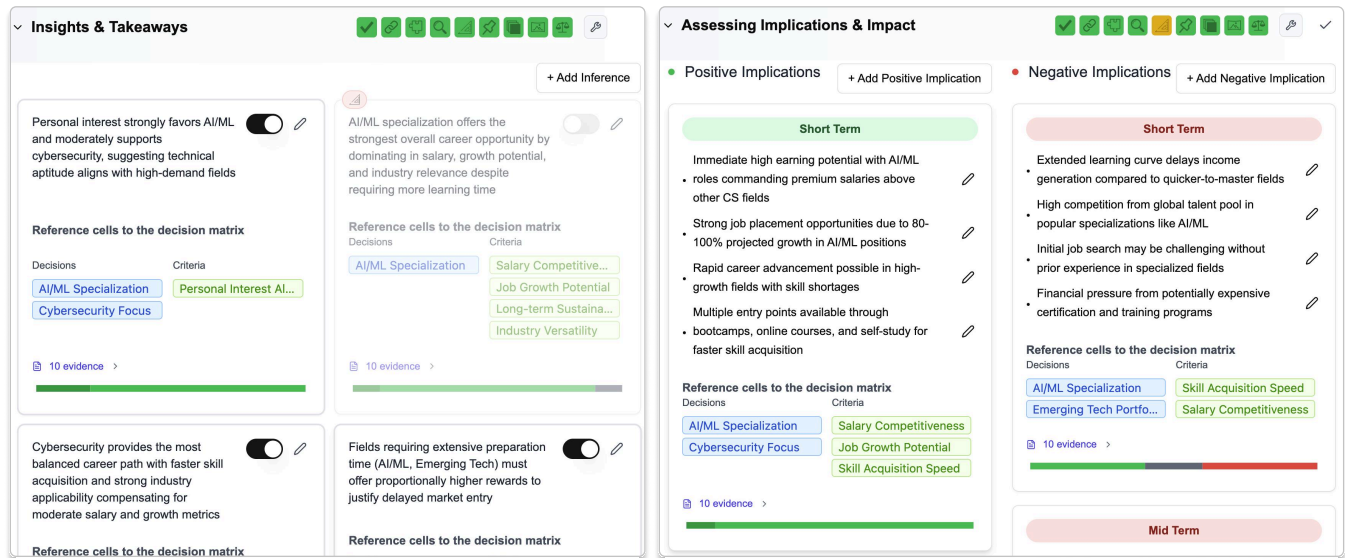 Insights & Takeaways
+ Add Inference
Personal interest strongly favors AI/ML
and moderately supports
cybersecurity, suggesting technical
aptitude aligns with high-demand fields
Reference cells to the decision matrix
Decisions
Criteria
AI/ML Specialization
Personal Interest Al...
Cybersecurity Focus
10 evidence
AI/ML specialization offers the
strongest overall career opportunity by
dominating in salary, growth potential,
and industry relevance despite
requiring more learning time
Reference cells to the decision matrix
Decisions
Criteria
AI/ML Specialization
Salary Competitive...
Job Growth Potential
Long-term Sustaina...
Industry Versatility
10 evidence
Cybersecurity provides the most
balanced career path with faster skill
acquisition and strong industry
applicability compensating for
moderate salary and growth metrics
Reference cells to the decision matrix
Fields requiring extensive preparation
time (AI/ML, Emerging Tech) must
offer proportionally higher rewards to
justify delayed market entry
Reference cells to the decision matrix
Assessing Implications & Impact
Positive Implications
+ Add Positive Implication
Short Term
Immediate high earning potential with AI/ML
roles commanding premium salaries above
other CS fields
Strong job placement opportunities due to 80-
100% projected growth in AI/ML positions
Rapid career advancement possible in high-
growth fields with skill shortages
Multiple entry points available through
bootcamps, online courses, and self-study for
faster skill acquisition
Reference cells to the decision matrix
Decisions
Criteria
AI/ML Specialization
Salary Competitiveness
Cybersecurity Focus
Job Growth Potential
Skill Acquisition Speed
10 evidence
Negative Implications
+ Add Negative Implication
Short Term
Extended learning curve delays income
generation compared to quicker-to-master fields
High competition from global talent pool in
popular specializations like AI/ML
Initial job search may be challenging without
prior experience in specialized fields
Financial pressure from potentially expensive
certification and training programs
Reference cells to the decision matrix
Decisions
Criteria
AI/ML Specialization
Skill Acquisition Speed
Emerging Tech Portfo...
Salary Competitiveness
10 evidence
Mid Term